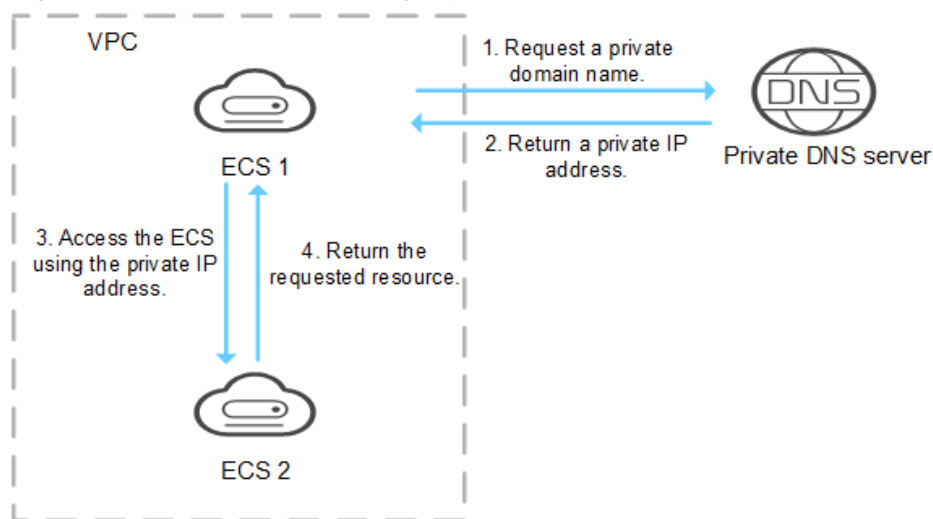 VPC
1. Request a private
domain name.
DNS
2. Return a private IP
address.
Private DNS server
ECS 1
3. Access the ECS
using the private IP
address.
4. Return the
requested resource.
ECS 2